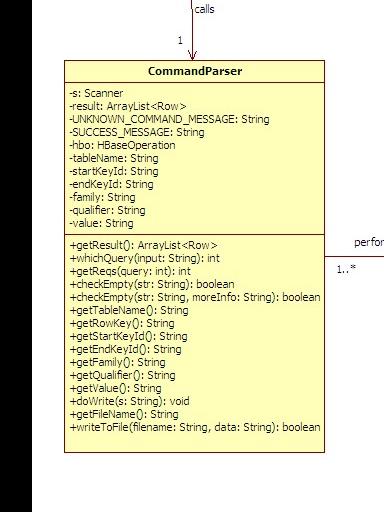 calls
1
CommandParser
-s: Scanner
-result: ArrayList<Row>
-UNKNOWN_COMMAND_MESSAGE: String
-SUCCESS_MESSAGE: String
-hbo: HBaseOperation
-tableName: String
-startKeyId: String
-endKeyId: String
-family: String
-qualifier: String
-value: String
+getResult(): ArrayList<Row>
+whichQuery(input: String): int
+getReqs(query: int): int
+checkEmpty(str: String): boolean
+checkEmpty(str: String, moreInfo: String): boolean
+getTableName(): String
+getRowKey(): String
+getStartKeyId(): String
+getEndKeyId(): String
+getFamily(): String
+getQualifier(): String
+getValue(): String
+doWrite(s: String): void
+getFileName(): String
+writeToFile(filename: String, data: String): boolean
perfor
1..*